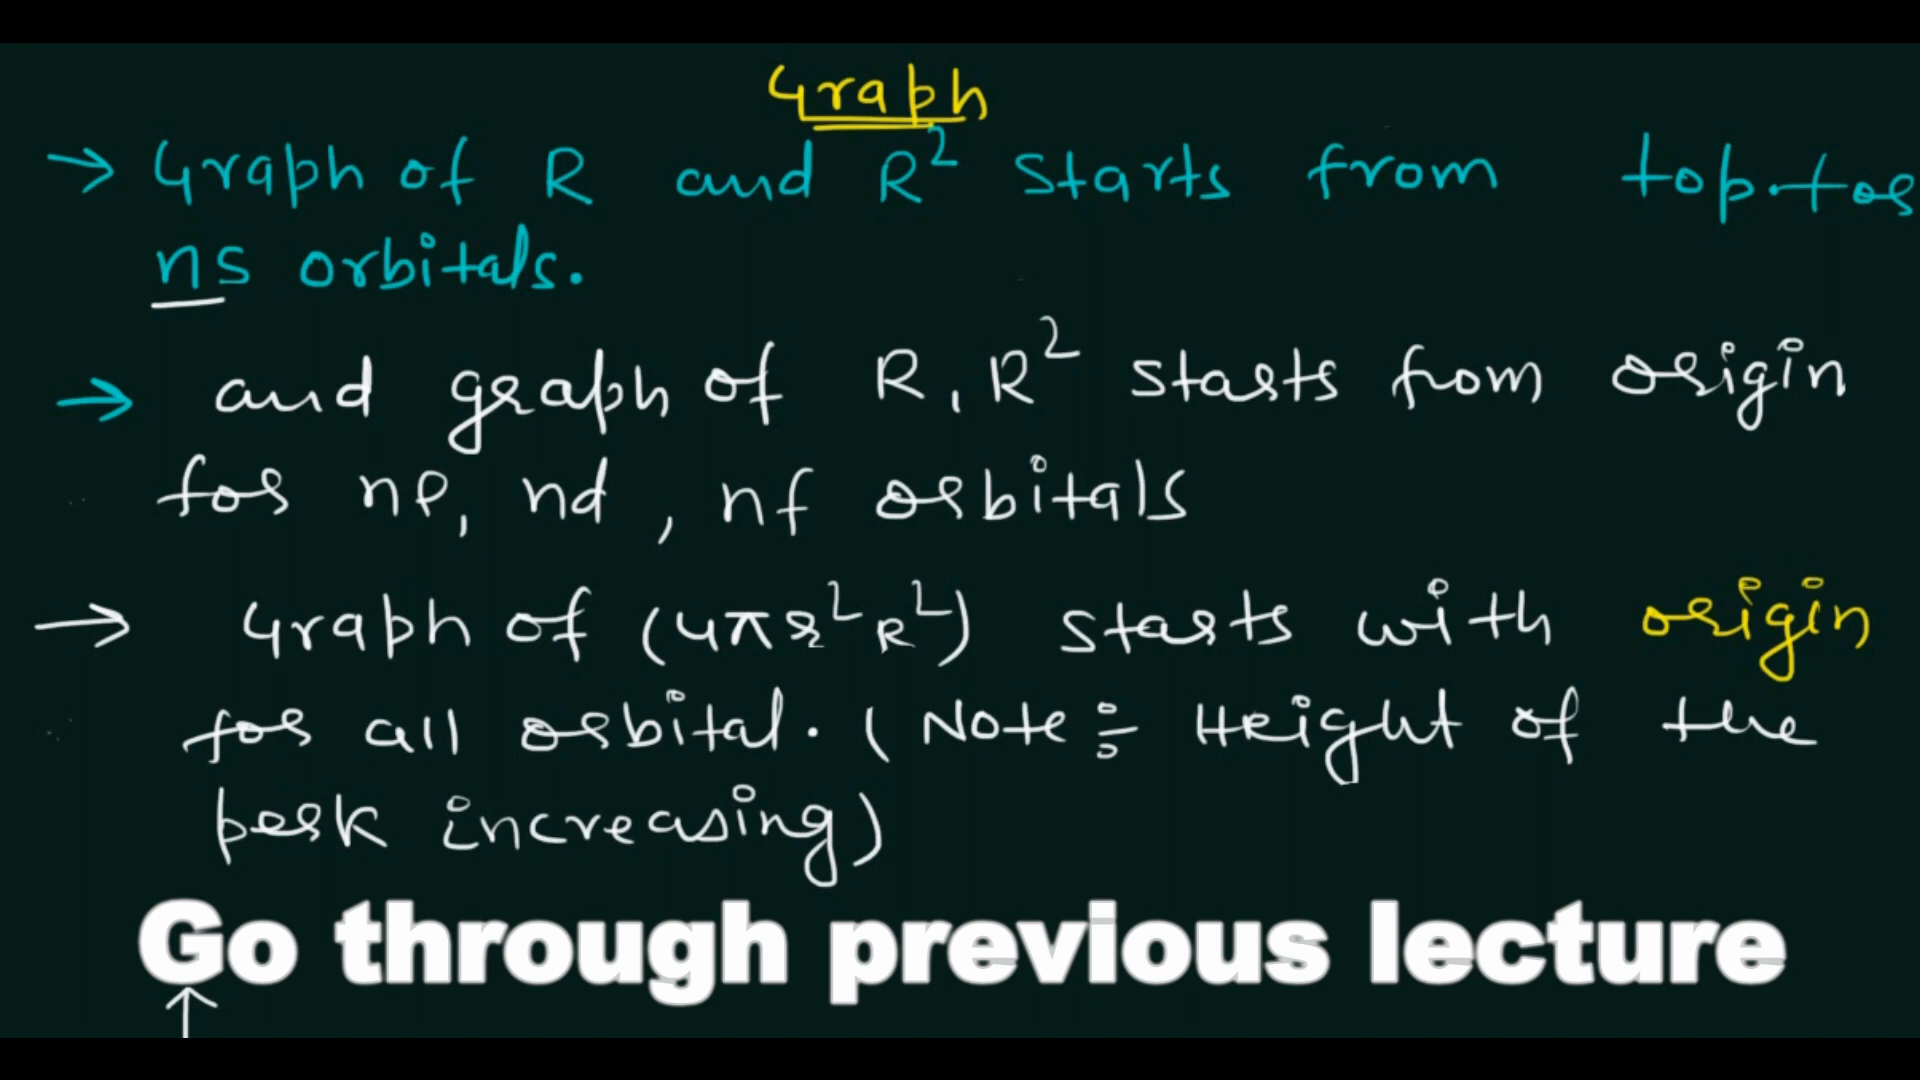 Graph
→ Graph of R and R² starts from top.for
ns orbitals.
→ and graph of R, R² starts from origin
for np, nd, nf orbitals
→ Graph of (4πr²R²) starts with origin
for all orbital. (Note:- Height of the
peak increasing)
Go through previous lecture